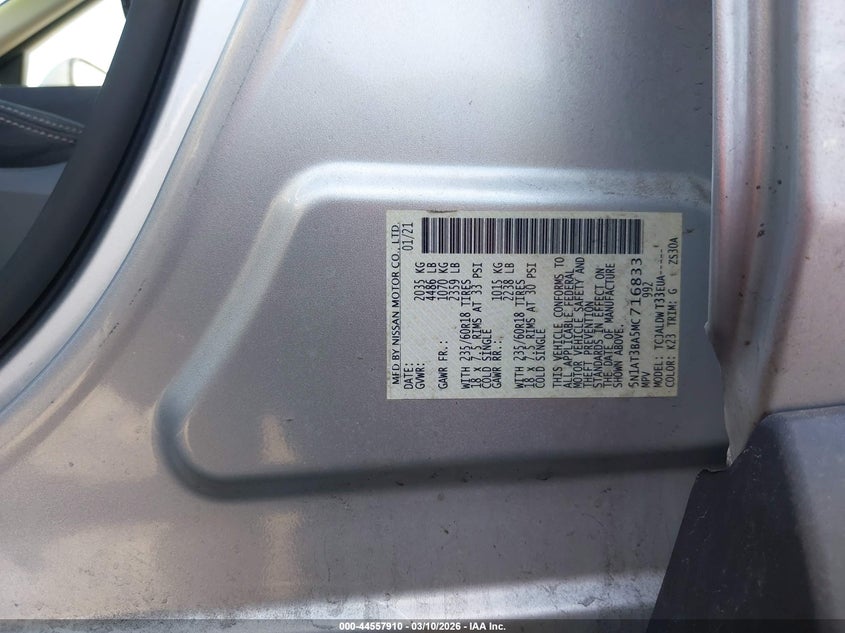 MFD BY NISSAN MOTOR CO., LTD
DATE: 01/21
GVWR: 2035 KG
4486 LB
GAWR FR.: 1070 KG
2359 LB
WITH 235/60R18 TIRES
18 X 7.5 RIMS AT 33 PSI
COLD SINGLE
GAWR RR.: 1015 KG
2238 LB
WITH 235/60R18 TIRES
18 X 7.5 RIMS AT 30 PSI
COLD SINGLE
THIS VEHICLE CONFORMS TO
ALL APPLICABLE FEDERAL
MOTOR VEHICLE SAFETY AND
THEFT PREVENTION
STANDARDS IN EFFECT ON
THE DATE OF MANUFACTURE
SHOWN ABOVE.
5N1AT3BA5MC716833
MPV 992
MODEL: TCJALDW T33EUA-----
COLOR: K23 TRIM: G ZS30A
000-44557910 - 03/10/2026 - IAA Inc.